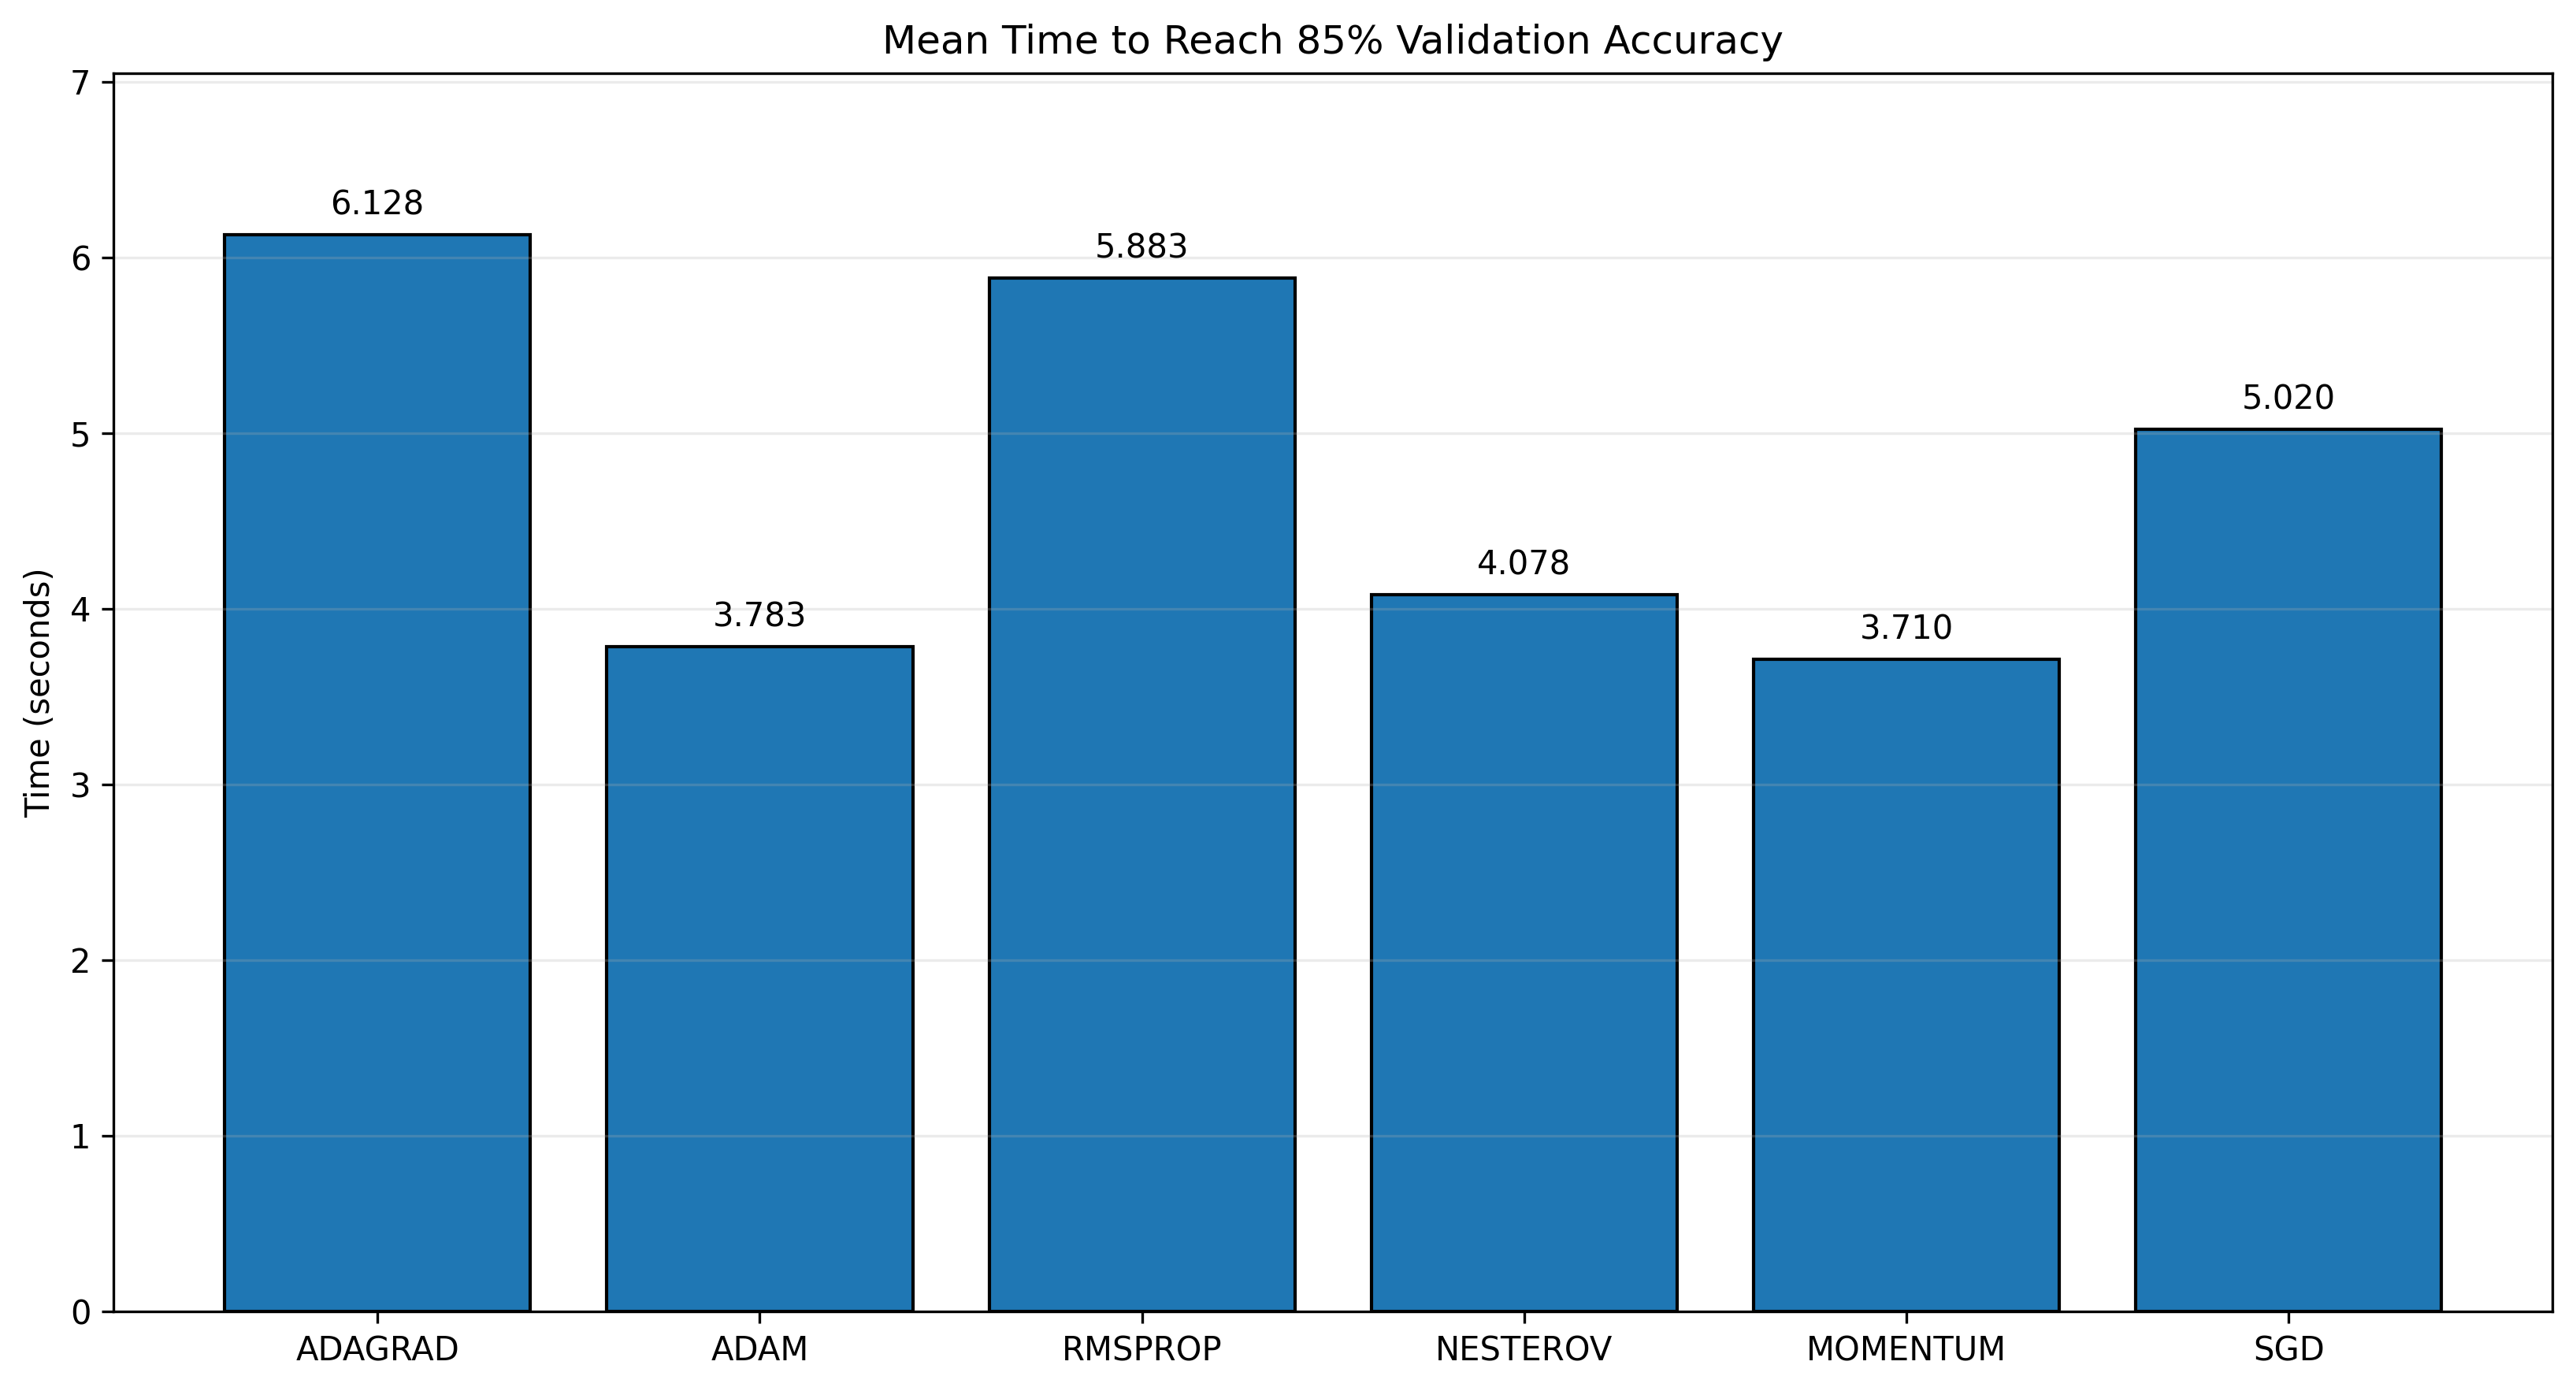 Mean Time to Reach 85% Validation Accuracy
7
6
5
4
3
2
1
0
Time (seconds)
6.128
3.783
5.883
4.078
3.710
5.020
ADAGRAD
ADAM
RMSPROP
NESTEROV
MOMENTUM
SGD